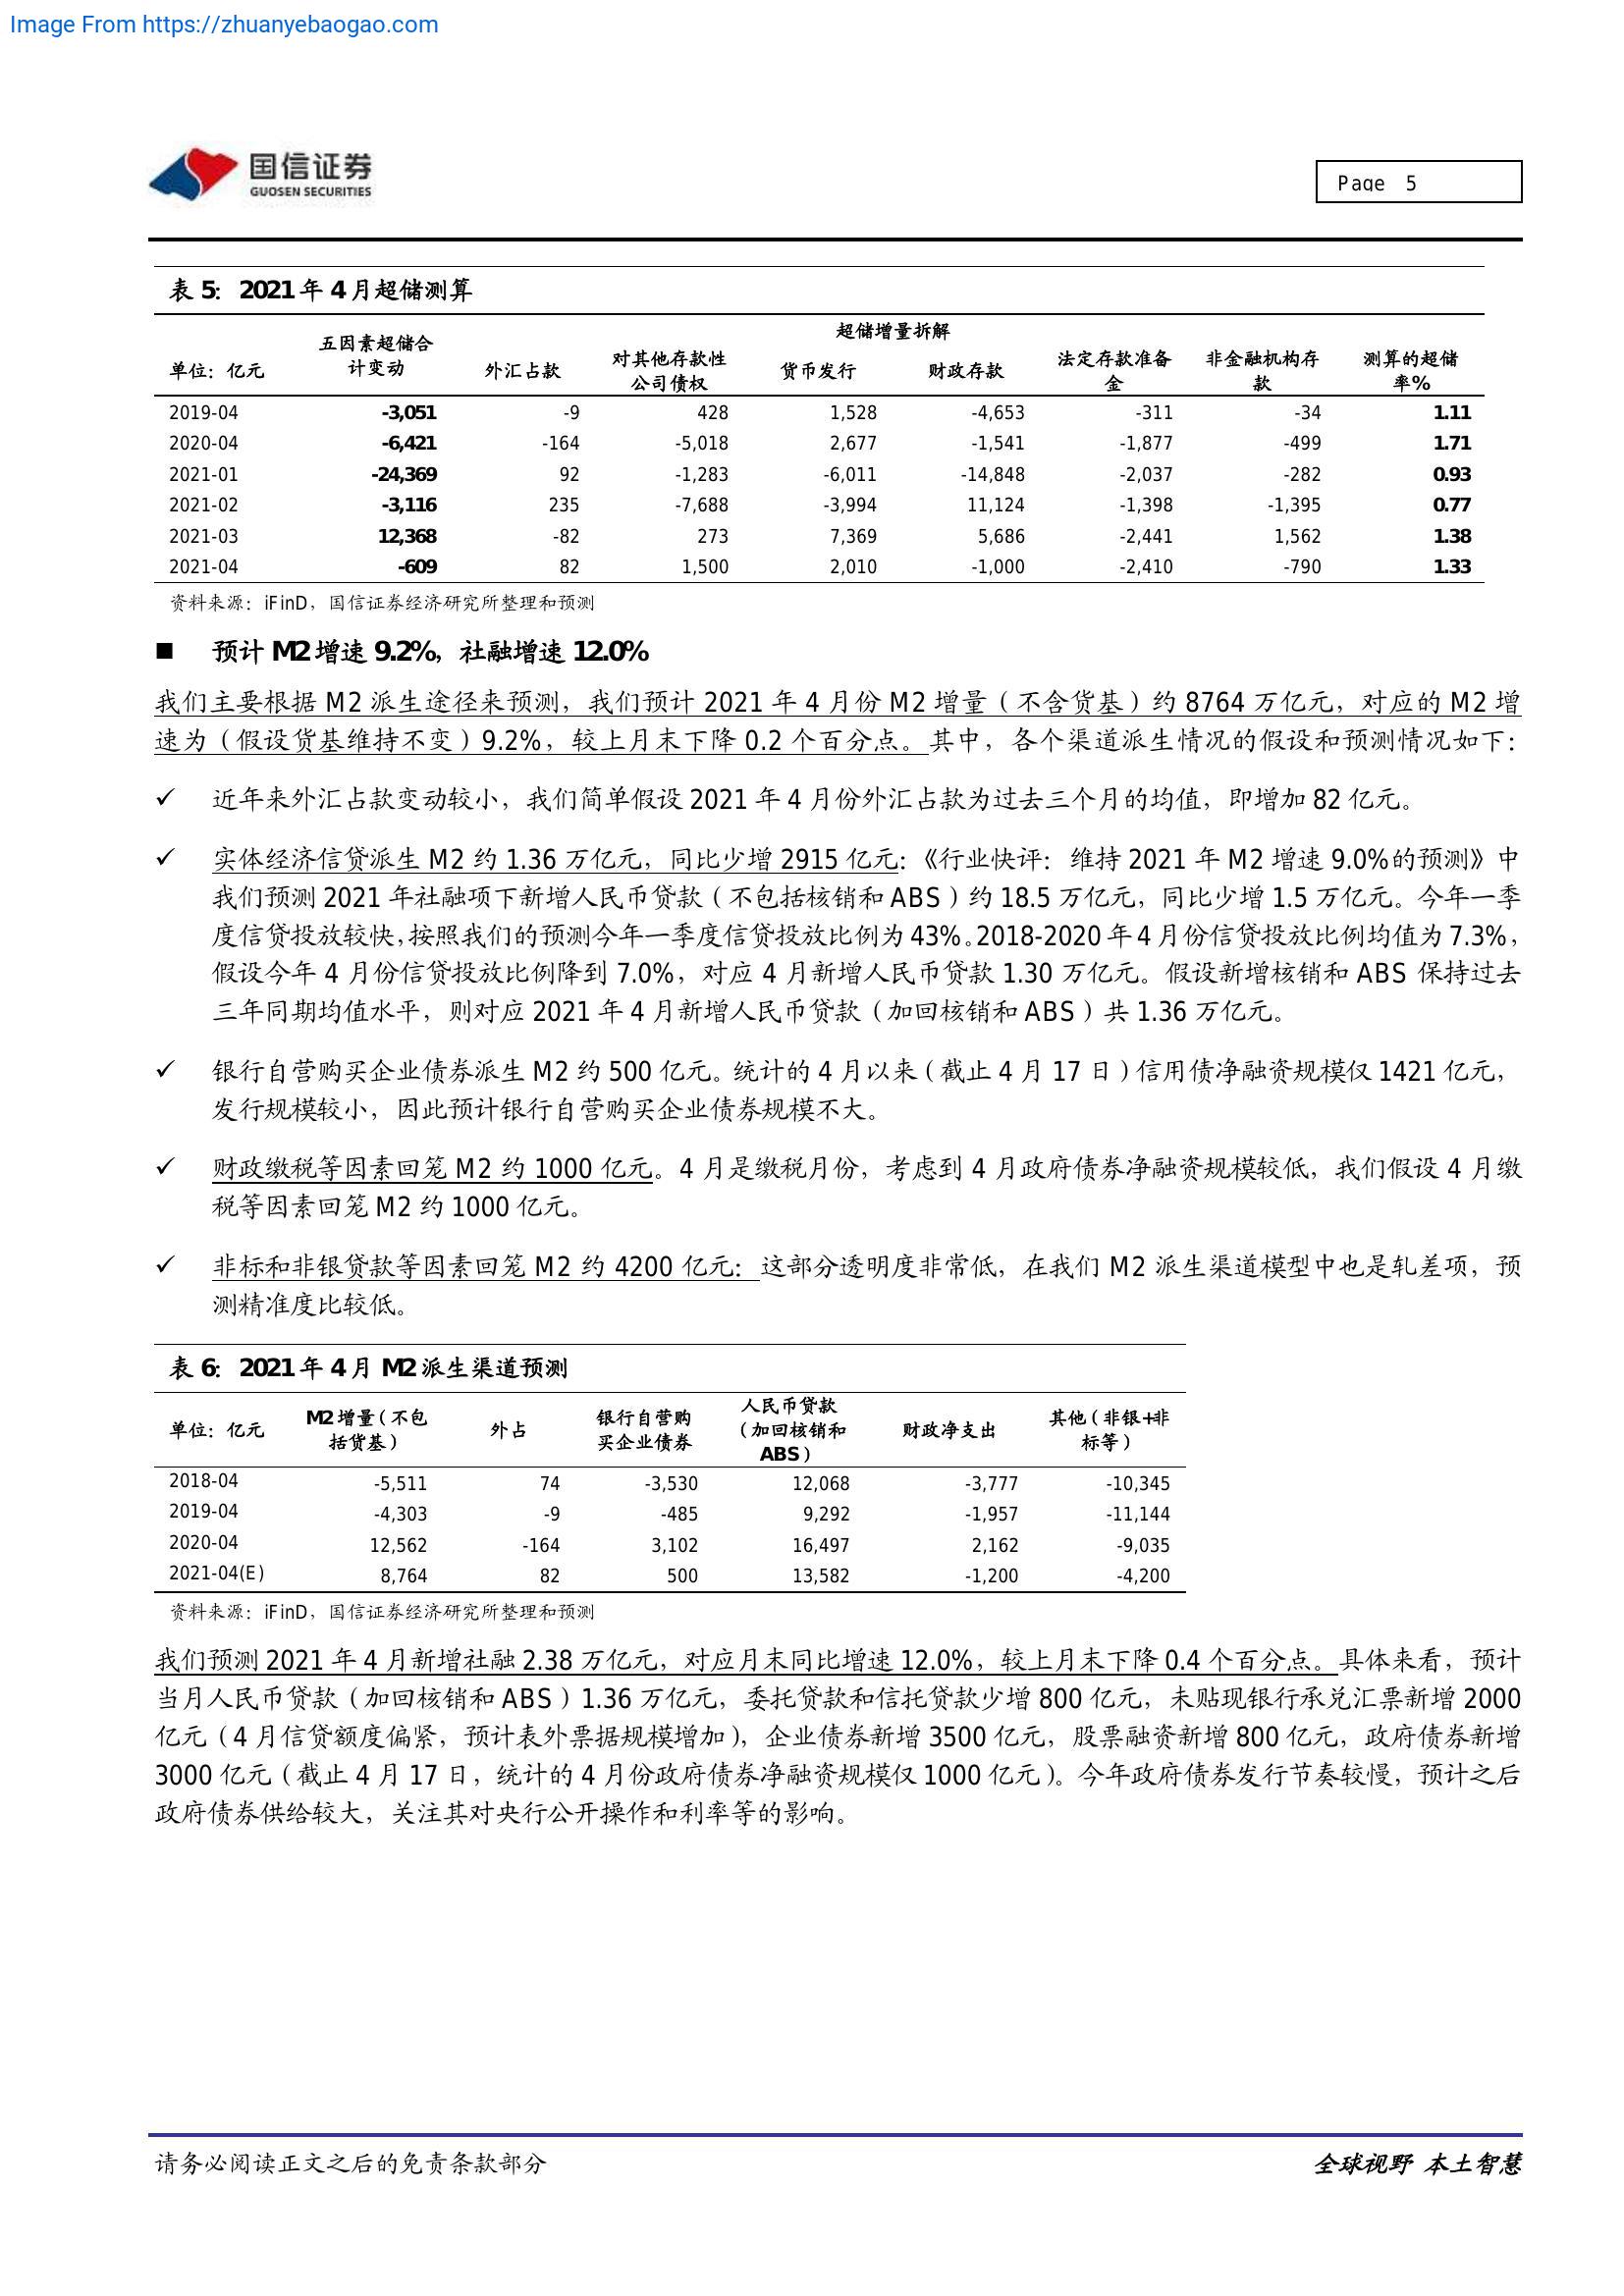 Image From https://zhuanyebaogao.com
国信证券
GUOSEN SECURITIES
Page 5
表 5：2021 年 4 月超储测算
单位：亿元 五因素超储合计变动 超储增量拆解 外汇占款 对其他存款性公司债权 货币发行 财政存款 法定存款准备金 非金融机构存款 测算的超储率%
2019-04 -3,051 -9 428 1,528 -4,653 -311 -34 1.11
2020-04 -6,421 -164 -5,018 2,677 -1,541 -1,877 -499 1.71
2021-01 -24,369 92 -1,283 -6,011 -14,848 -2,037 -282 0.93
2021-02 -3,116 235 -7,688 -3,994 11,124 -1,398 -1,395 0.77
2021-03 12,368 -82 273 7,369 5,686 -2,441 1,562 1.38
2021-04 -609 82 1,500 2,010 -1,000 -2,410 -790 1.33
资料来源：iFinD，国信证券经济研究所整理和预测
■ 预计 M2 增速 9.2%，社融增速 12.0%
我们主要根据 M2 派生途径来预测，我们预计 2021 年 4 月份 M2 增量（不含货基）约 8764 万亿元，对应的 M2 增
速为（假设货基维持不变）9.2%，较上月末下降 0.2 个百分点。其中，各个渠道派生情况的假设和预测情况如下：
✓ 近年来外汇占款变动较小，我们简单假设 2021 年 4 月份外汇占款为过去三个月的均值，即增加 82 亿元。
✓ 实体经济信贷派生 M2 约 1.36 万亿元，同比少增 2915 亿元：《行业快评：维持 2021 年 M2 增速 9.0%的预测》中
我们预测 2021 年社融项下新增人民币贷款（不包括核销和 ABS）约 18.5 万亿元，同比少增 1.5 万亿元。今年一季
度信贷投放较快，按照我们的预测今年一季度信贷投放比例为 43%。2018-2020 年 4 月份信贷投放比例均值为 7.3%，
假设今年 4 月份信贷投放比例降到 7.0%，对应 4 月新增人民币贷款 1.30 万亿元。假设新增核销和 ABS 保持过去
三年同期均值水平，则对应 2021 年 4 月新增人民币贷款（加回核销和 ABS）共 1.36 万亿元。
✓ 银行自营购买企业债券派生 M2 约 500 亿元。统计的 4 月以来（截止 4 月 17 日）信用债净融资规模仅 1421 亿元，
发行规模较小，因此预计银行自营购买企业债券规模不大。
✓ 财政缴税等因素回笼 M2 约 1000 亿元。4 月是缴税月份，考虑到 4 月政府债券净融资规模较低，我们假设 4 月缴
税等因素回笼 M2 约 1000 亿元。
✓ 非标和非银贷款等因素回笼 M2 约 4200 亿元：这部分透明度非常低，在我们 M2 派生渠道模型中也是轧差项，预
测精准度比较低。
表 6：2021 年 4 月 M2 派生渠道预测
单位：亿元 M2 增量（不包括货基） 外占 银行自营购买企业债券 人民币贷款（加回核销和ABS） 财政净支出 其他（非银+非标等）
2018-04 -5,511 74 -3,530 12,068 -3,777 -10,345
2019-04 -4,303 -9 -485 9,292 -1,957 -11,144
2020-04 12,562 -164 3,102 16,497 2,162 -9,035
2021-04(E) 8,764 82 500 13,582 -1,200 -4,200
资料来源：iFinD，国信证券经济研究所整理和预测
我们预测 2021 年 4 月新增社融 2.38 万亿元，对应月末同比增速 12.0%，较上月末下降 0.4 个百分点。具体来看，预计
当月人民币贷款（加回核销和 ABS）1.36 万亿元，委托贷款和信托贷款少增 800 亿元，未贴现银行承兑汇票新增 2000
亿元（4 月信贷额度偏紧，预计表外票据规模增加），企业债券新增 3500 亿元，股票融资新增 800 亿元，政府债券新增
3000 亿元（截止 4 月 17 日，统计的 4 月份政府债券净融资规模仅 1000 亿元）。今年政府债券发行节奏较慢，预计之后
政府债券供给较大，关注其对央行公开操作和利率等的影响。
请务必阅读正文之后的免责条款部分
全球视野 本土智慧